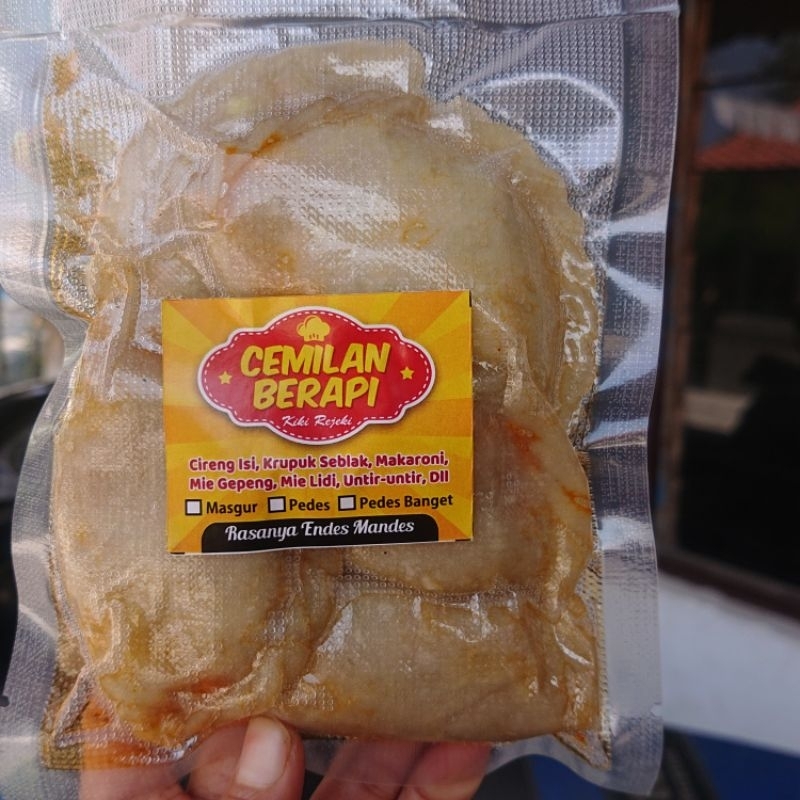 CEMILAN
BERAPI
Kiki Rejeki
Cireng Isi, Krupuk Seblak, Makaroni,
Mie Gepeng, Mie Lidi, Untir-untir, Dll
Masgur Pedes Pedes Banget
Rasanya Endes Mandes